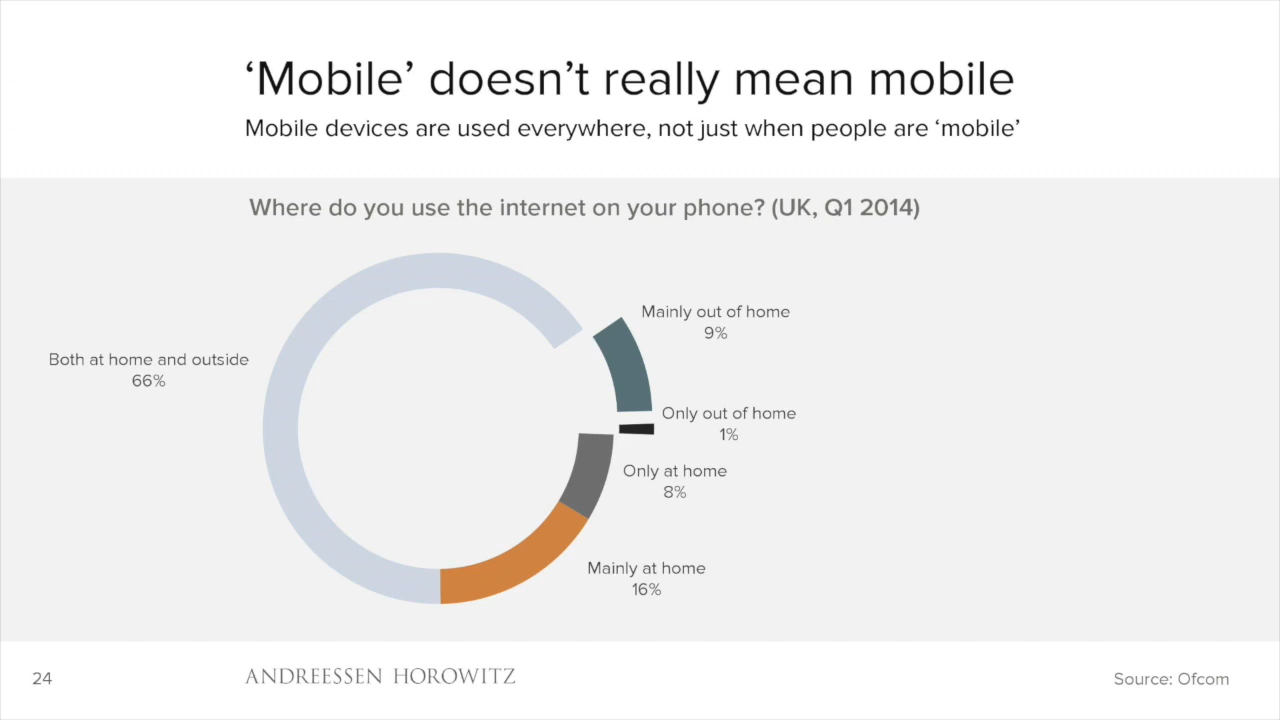 ‘Mobile’ doesn’t really mean mobile
Mobile devices are used everywhere, not just when people are ‘mobile’
Where do you use the internet on your phone? (UK, Q1 2014)
Mainly out of home
9%
Both at home and outside
66%
Only out of home
1%
Only at home
8%
Mainly at home
16%
24
ANDREESSEN HOROWITZ
Source: Ofcom